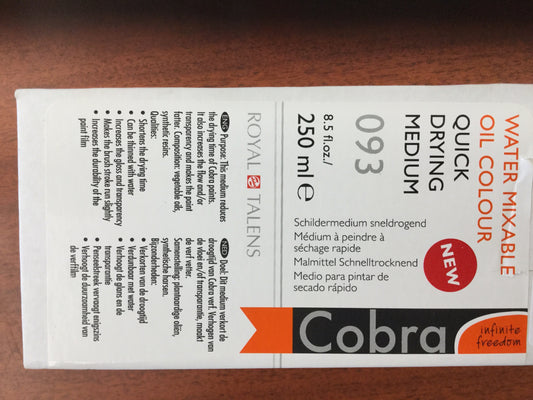 WATER MIXABLE
OIL COLOUR
QUICK
DRYING
MEDIUM
093
8.5 fl.oz./
250 ml ℮
Schildermedium sneldrogend
Médium à peindre à
séchage rapide
Malmittel Schnelltrocknend
Medio para pintar de
secado rápido
NEW
Cobra
infinite
freedom
ROYAL TALENS
ENG Purpose: This medium reduces
the drying time of Cobra paints.
It also increases the flow and/or
transparency and makes the paint
fatter. Composition: vegetable oils,
synthetic resins.
Qualities:
• Shortens the drying time
• Can be thinned with water
• Increases the gloss and transparency
• Makes the brush stroke run slightly
• Increases the durability of the
paint film
NED Doel: Dit medium verkort de
droogtijd van Cobra verf. Verhogen van
de vloei en/of transparantie, maakt
de verf vetter.
Samenstelling: plantaardige oliën,
synthetische harsen.
Bijzonderheden:
• Verkorten van de droogtijd
• Verdunbaar met water
• Verhoogt de glans en de
transparantie
• Penseelstreek vervloeit enigszins
• Verhoogt de duurzaamheid van
de verffilm